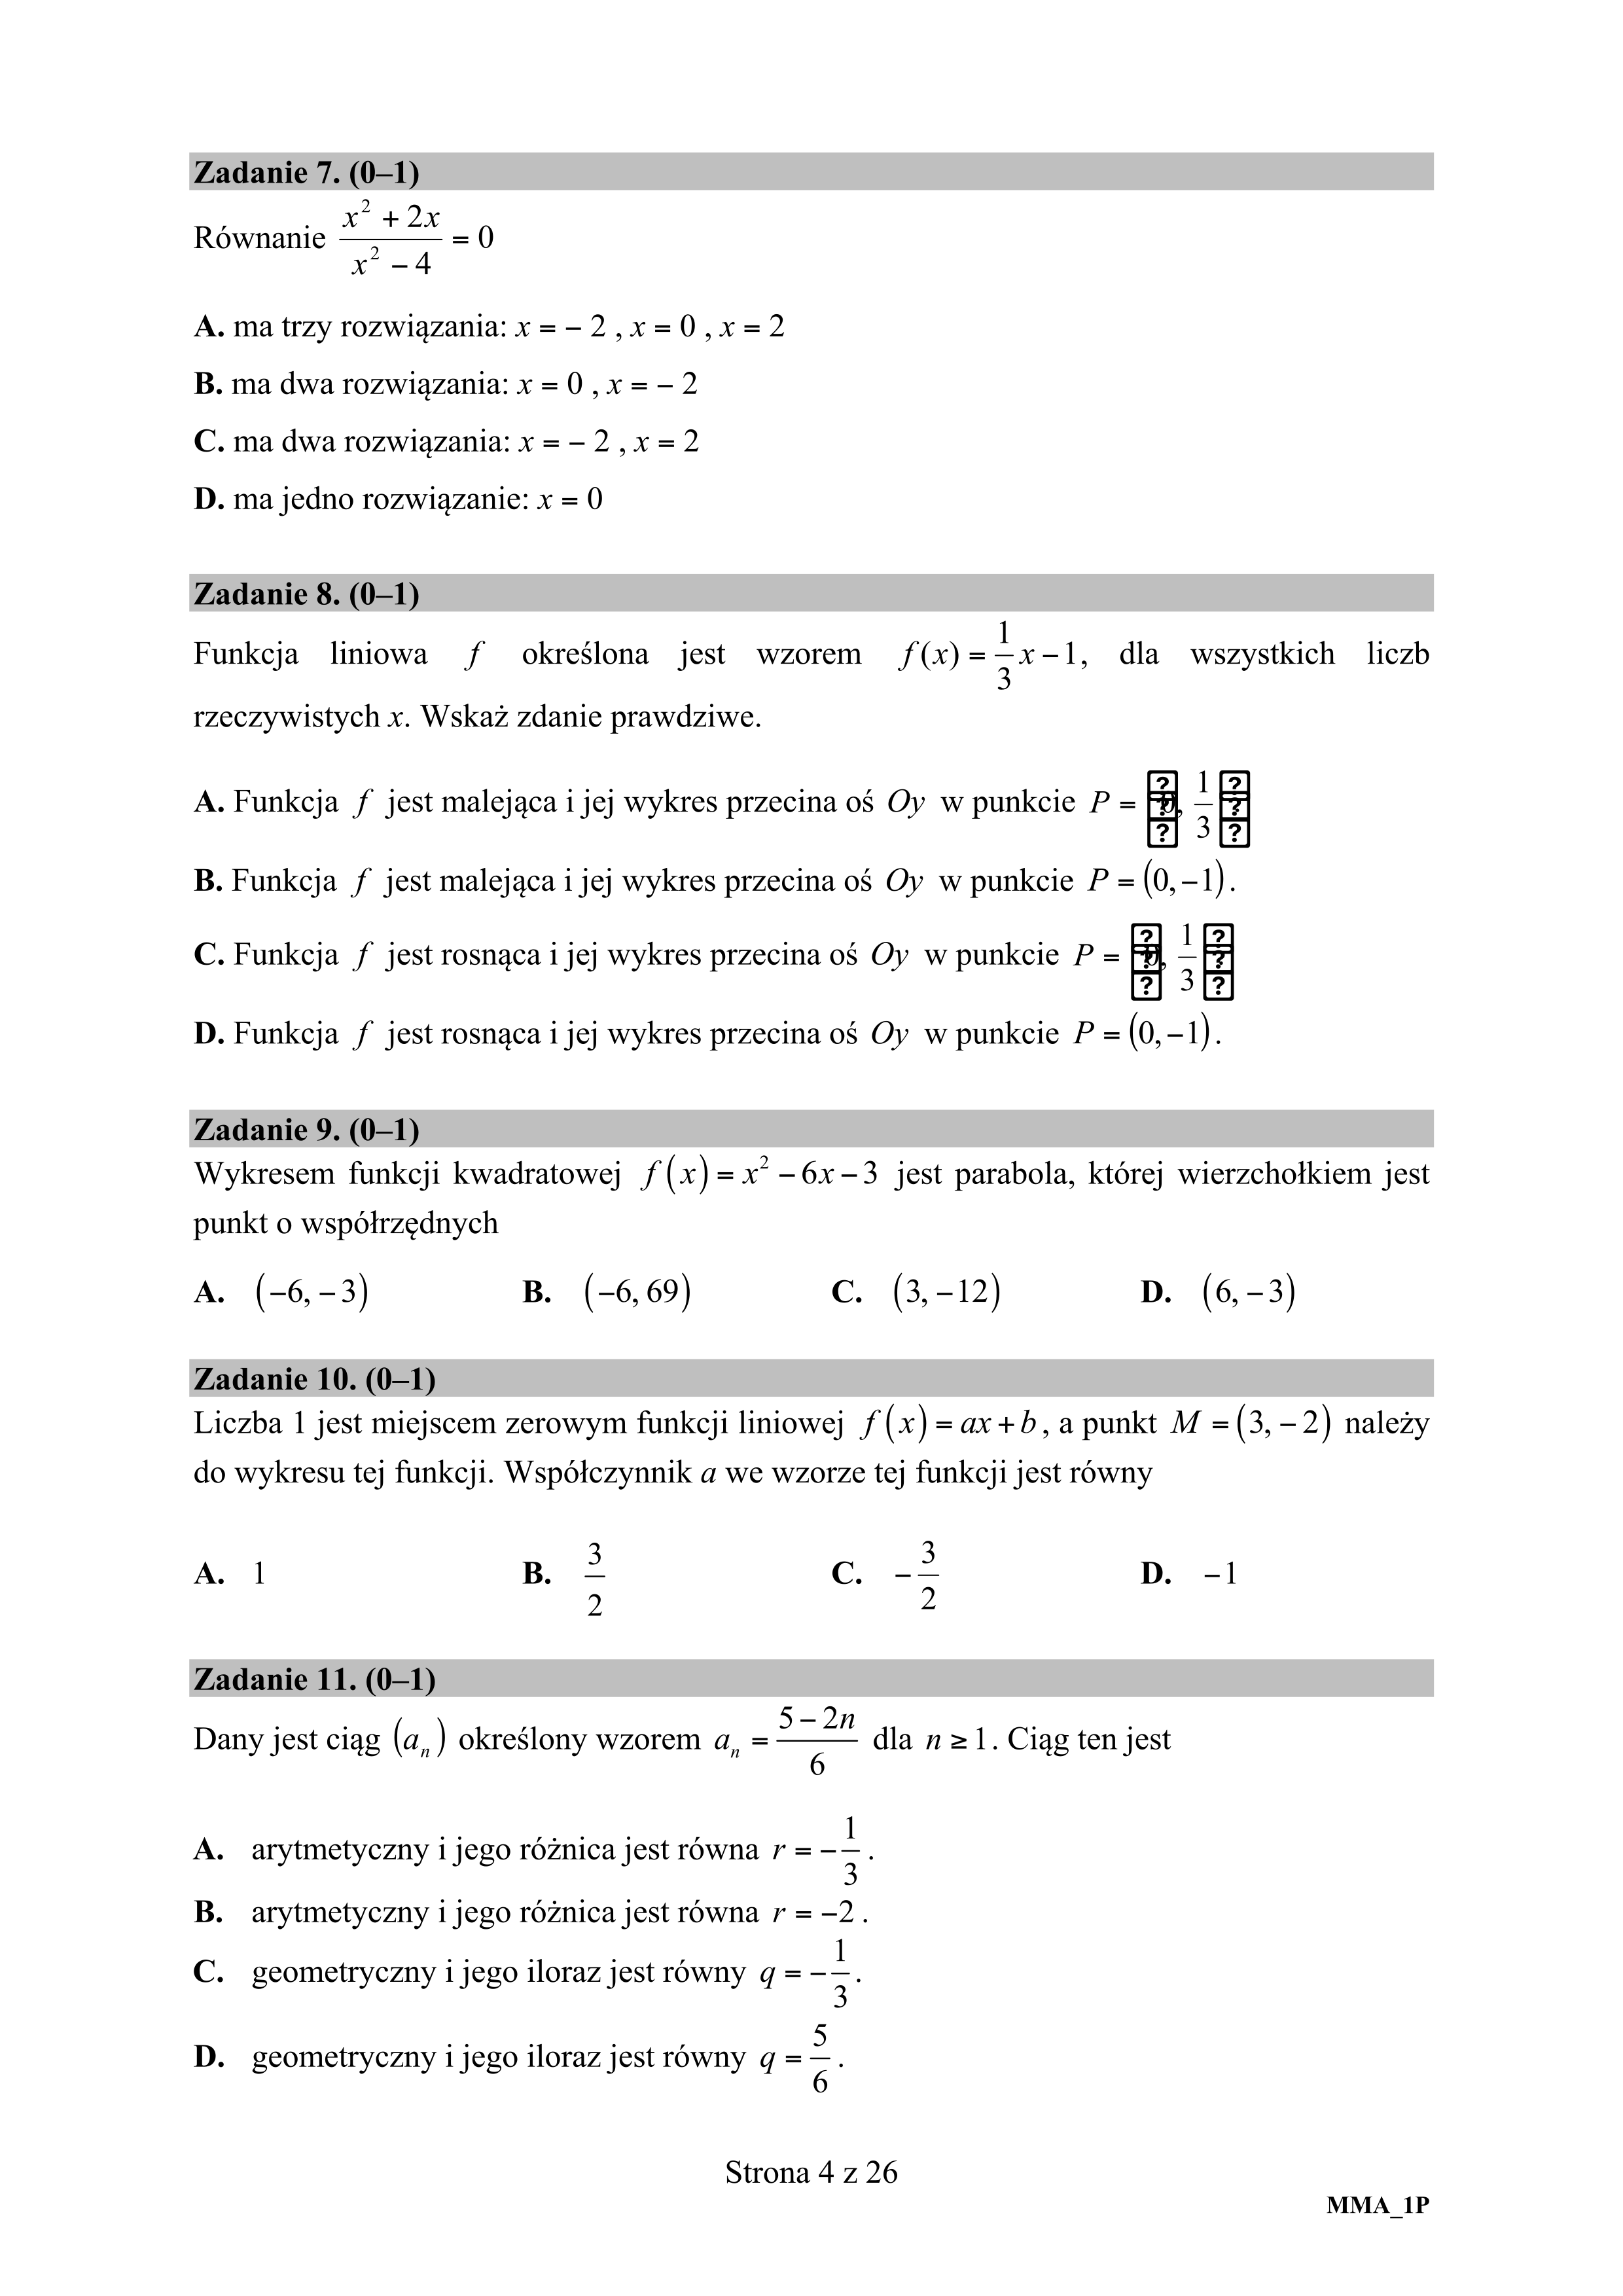 Zadanie 7. (0–1)
Równanie \frac{x^2 + 2x}{x^2 − 4} = 0
A. ma trzy rozwiązania: x = − 2 , x = 0 , x = 2
B. ma dwa rozwiązania: x = 0 , x = − 2
C. ma dwa rozwiązania: x = − 2 , x = 2
D. ma jedno rozwiązanie: x = 0
Zadanie 8. (0–1)
Funkcja liniowa f określona jest wzorem f(x) = \frac{1}{3}x − 1, dla wszystkich liczb
rzeczywistych x. Wskaż zdanie prawdziwe.
A. Funkcja f jest malejąca i jej wykres przecina oś Oy w punkcie P = 0, \frac{1}{3}
B. Funkcja f jest malejąca i jej wykres przecina oś Oy w punkcie P = (0, −1).
C. Funkcja f jest rosnąca i jej wykres przecina oś Oy w punkcie P = 0, \frac{1}{3}
D. Funkcja f jest rosnąca i jej wykres przecina oś Oy w punkcie P = (0, −1).
Zadanie 9. (0–1)
Wykresem funkcji kwadratowej f(x) = x^2 − 6x − 3 jest parabola, której wierzchołkiem jest
punkt o współrzędnych
A. (−6, −3) B. (−6, 69) C. (3, −12) D. (6, −3)
Zadanie 10. (0–1)
Liczba 1 jest miejscem zerowym funkcji liniowej f(x) = ax + b, a punkt M = (3, −2) należy
do wykresu tej funkcji. Współczynnik a we wzorze tej funkcji jest równy
A. 1 B. \frac{3}{2} C. −\frac{3}{2} D. −1
Zadanie 11. (0–1)
Dany jest ciąg (a_n) określony wzorem a_n = \frac{5 − 2n}{6} dla n ≥ 1. Ciąg ten jest
A. arytmetyczny i jego różnica jest równa r = −\frac{1}{3}.
B. arytmetyczny i jego różnica jest równa r = −2.
C. geometryczny i jego iloraz jest równy q = −\frac{1}{3}.
D. geometryczny i jego iloraz jest równy q = \frac{5}{6}.
Strona 4 z 26
MMA_1P